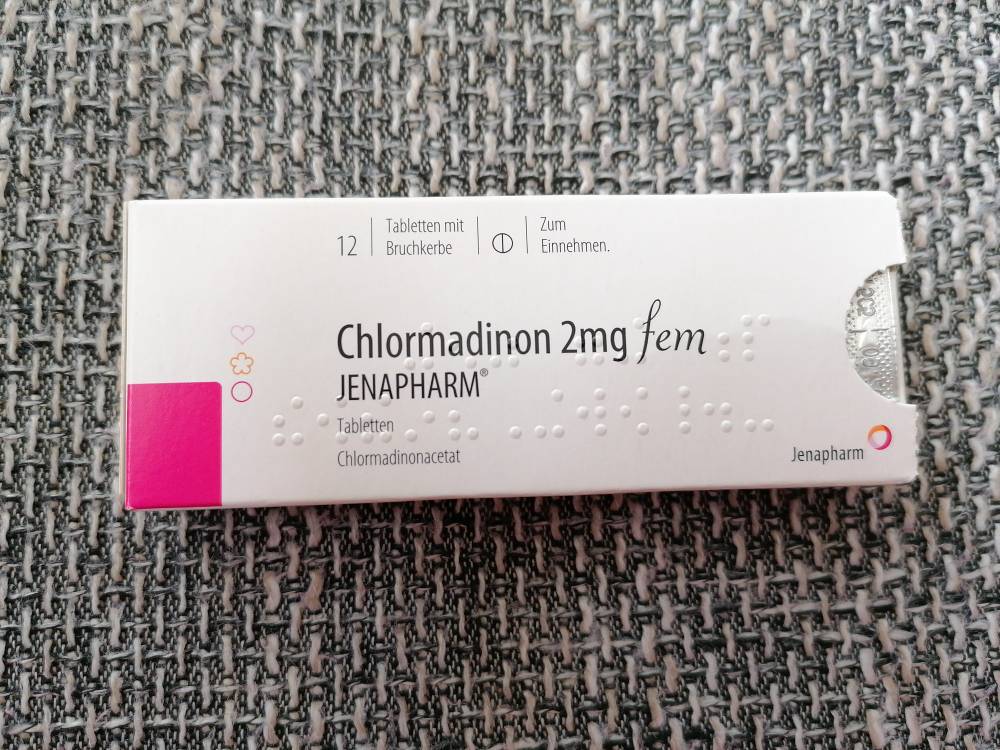 12
Tabletten mit
Bruchkerbe
Zum
Einnehmen.
Chlormadinon 2mg fem
JENAPHARM®
Tabletten
Chlormadinonacetat
Jenapharm